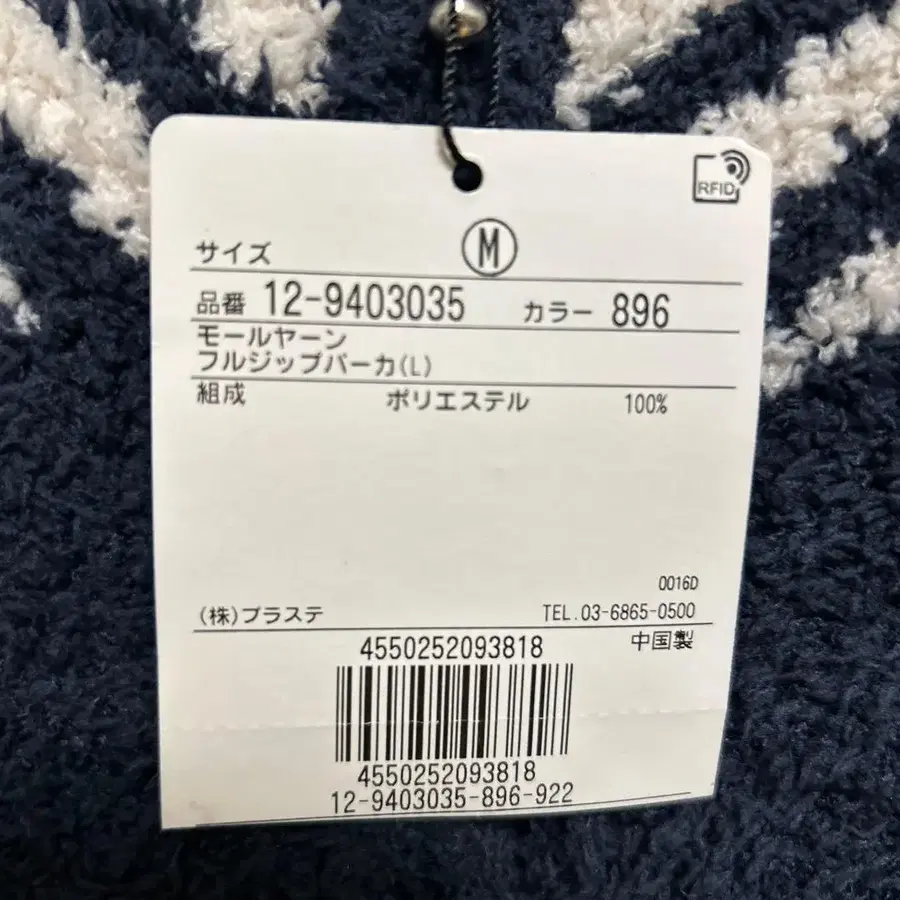 RFID
サイズ M
品番 12-9403035 カラー 896
モールヤーン
フルジップパーカ(L)
組成 ポリエステル 100%
0016D
(株)プラステ TEL.03-6865-0500
4550252093818 中国製
4550252093818
12-9403035-896-922